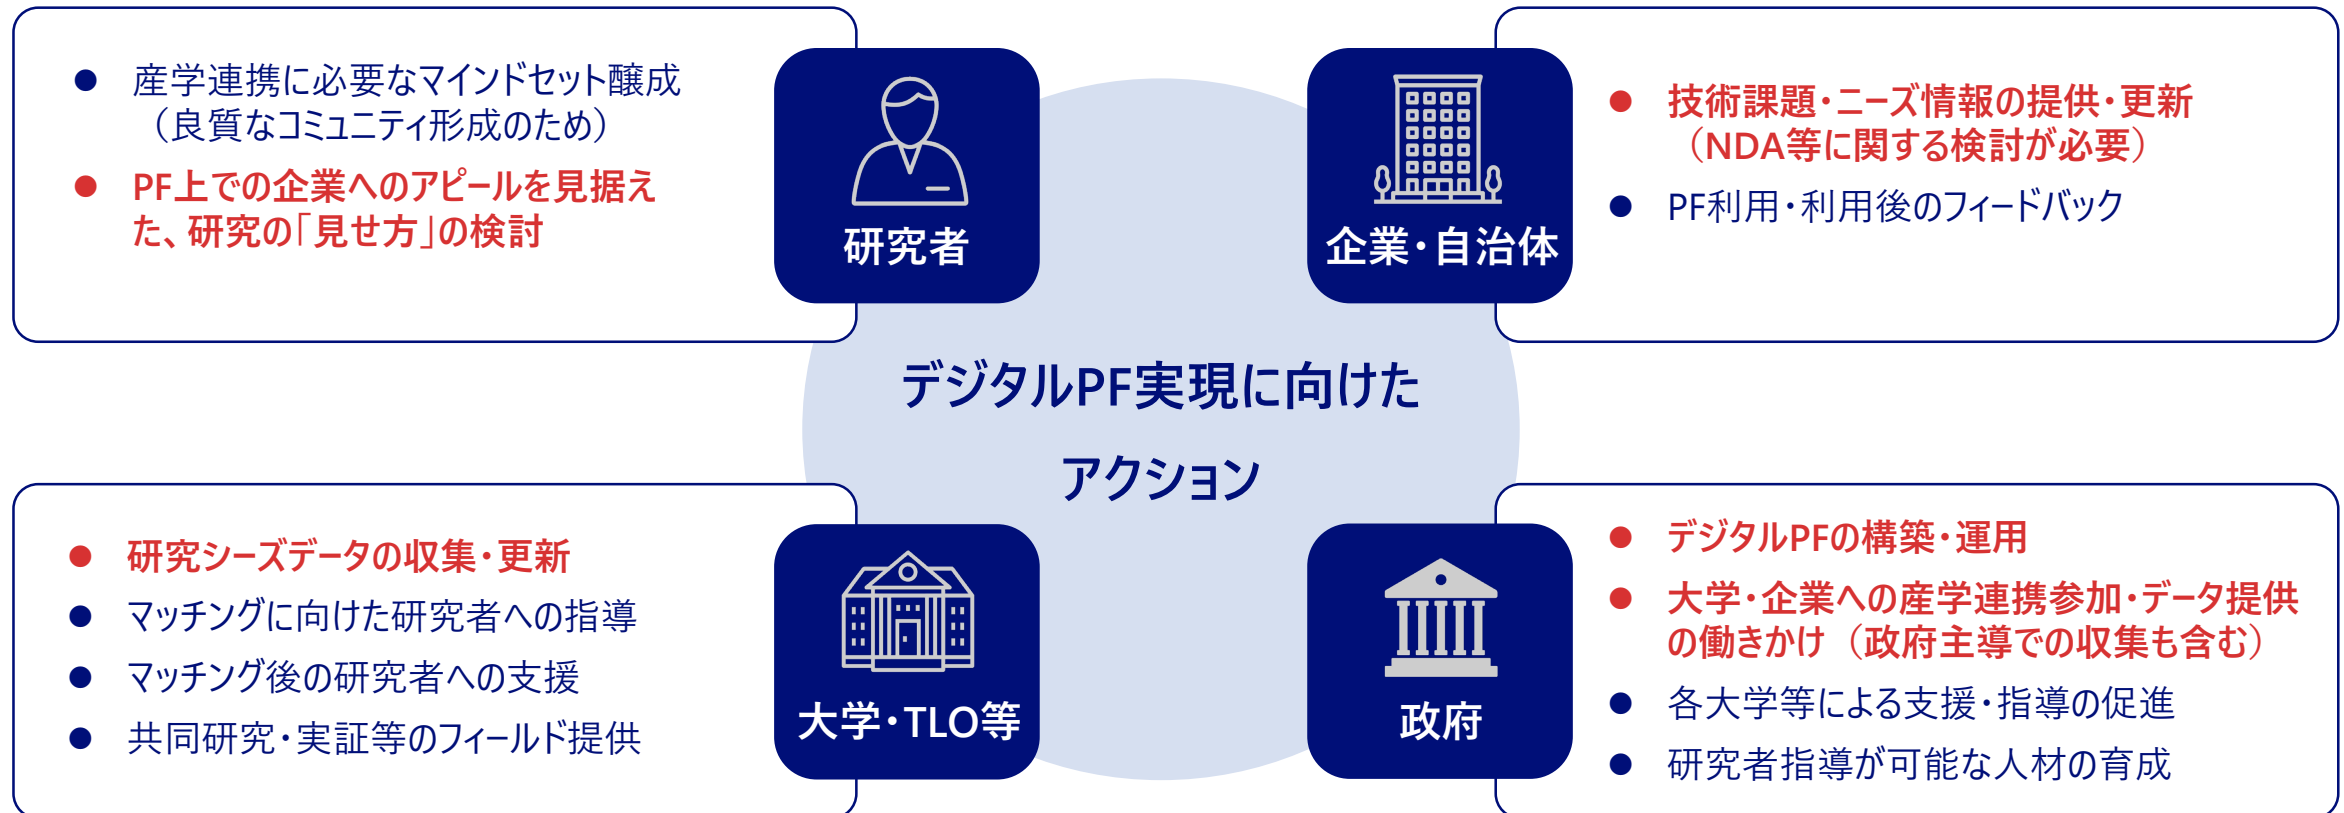 産学連携に必要なマインドセット醸成
（良質なコミュニティ形成のため）
PF上での企業へのアピールを見据え
た、研究の「見せ方」の検討
研究者
企業・自治体
技術課題・ニーズ情報の提供・更新
（NDA等に関する検討が必要）
PF利用・利用後のフィードバック
デジタルPF実現に向けた
アクション
研究シーズデータの収集・更新
マッチングに向けた研究者への指導
マッチング後の研究者への支援
共同研究・実証等のフィールド提供
大学・TLO等
政府
デジタルPFの構築・運用
大学・企業への産学連携参加・データ提供
の働きかけ（政府主導での収集も含む）
各大学等による支援・指導の促進
研究者指導が可能な人材の育成